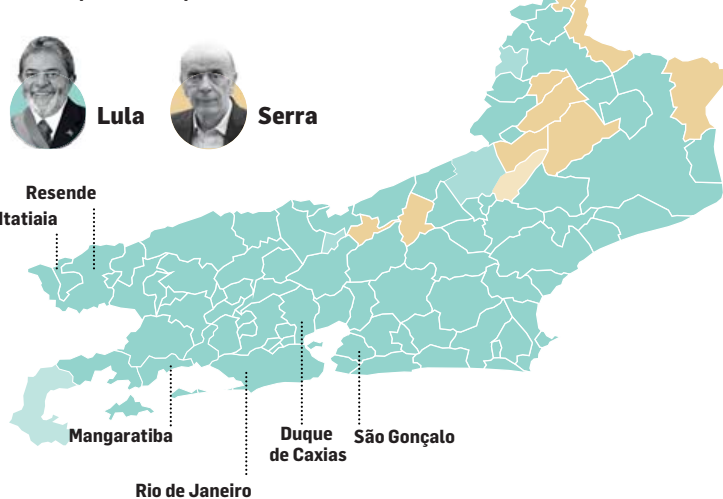 Lula
Serra
Resende
Itatiaia
Mangaratiba
Duque
de Caxias
São Gonçalo
Rio de Janeiro